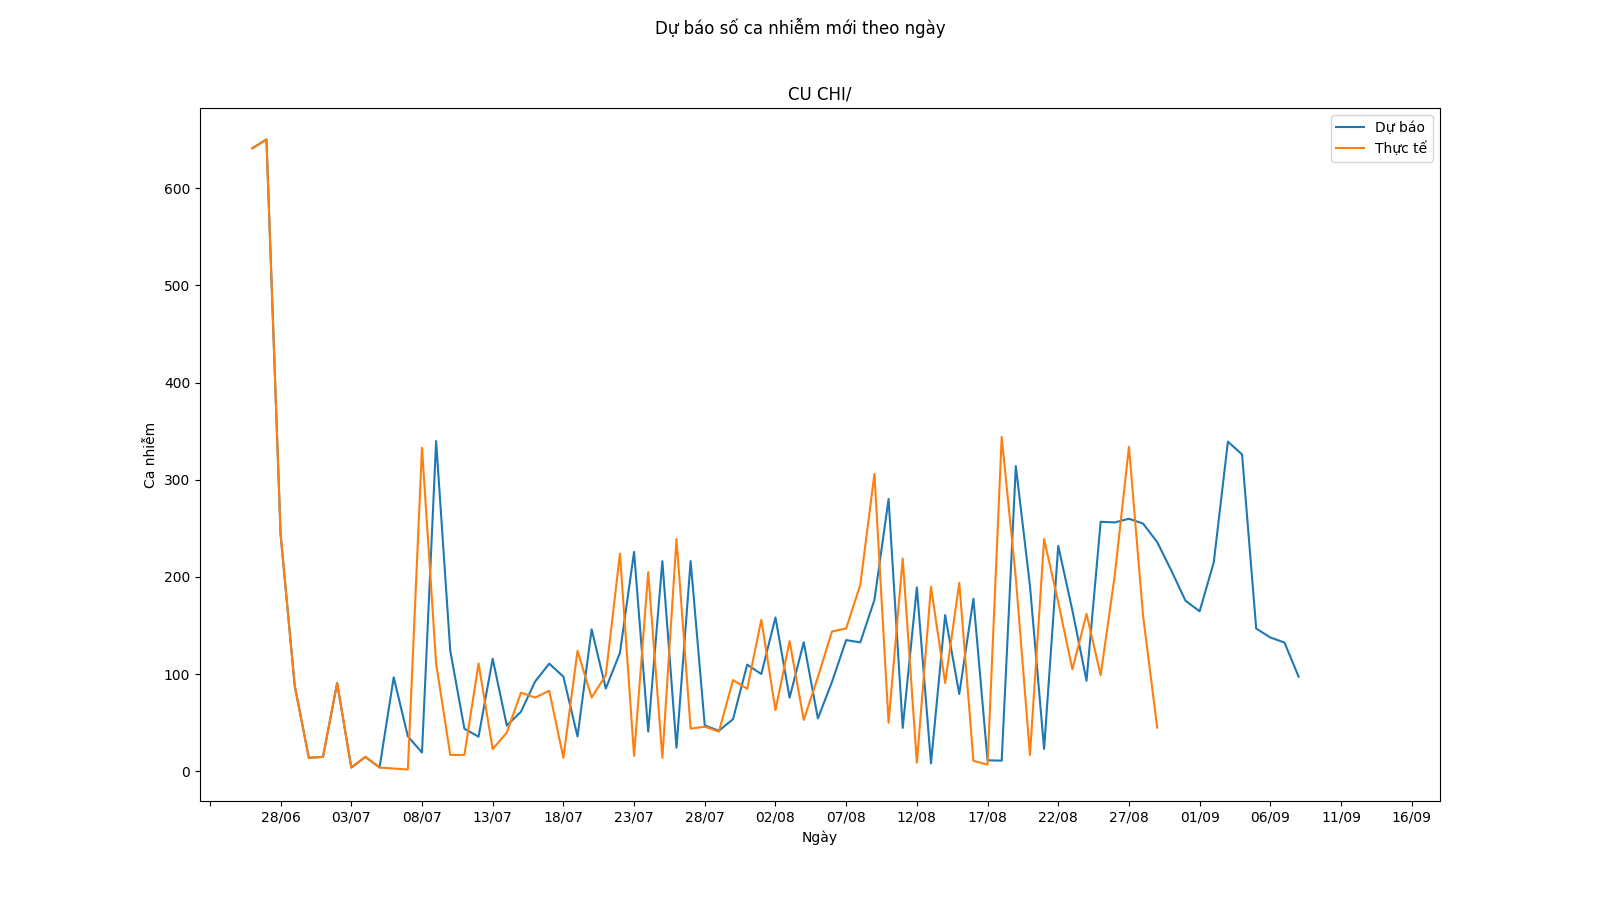 Dự báo số ca nhiễm mới theo ngày
CU CHI/
Dự báo
Thực tế
600
500
400
300
200
100
0
Ca nhiễm
28/06 03/07 08/07 13/07 18/07 23/07 28/07 02/08 07/08 12/08 17/08 22/08 27/08 01/09 06/09 11/09 16/09
Ngày